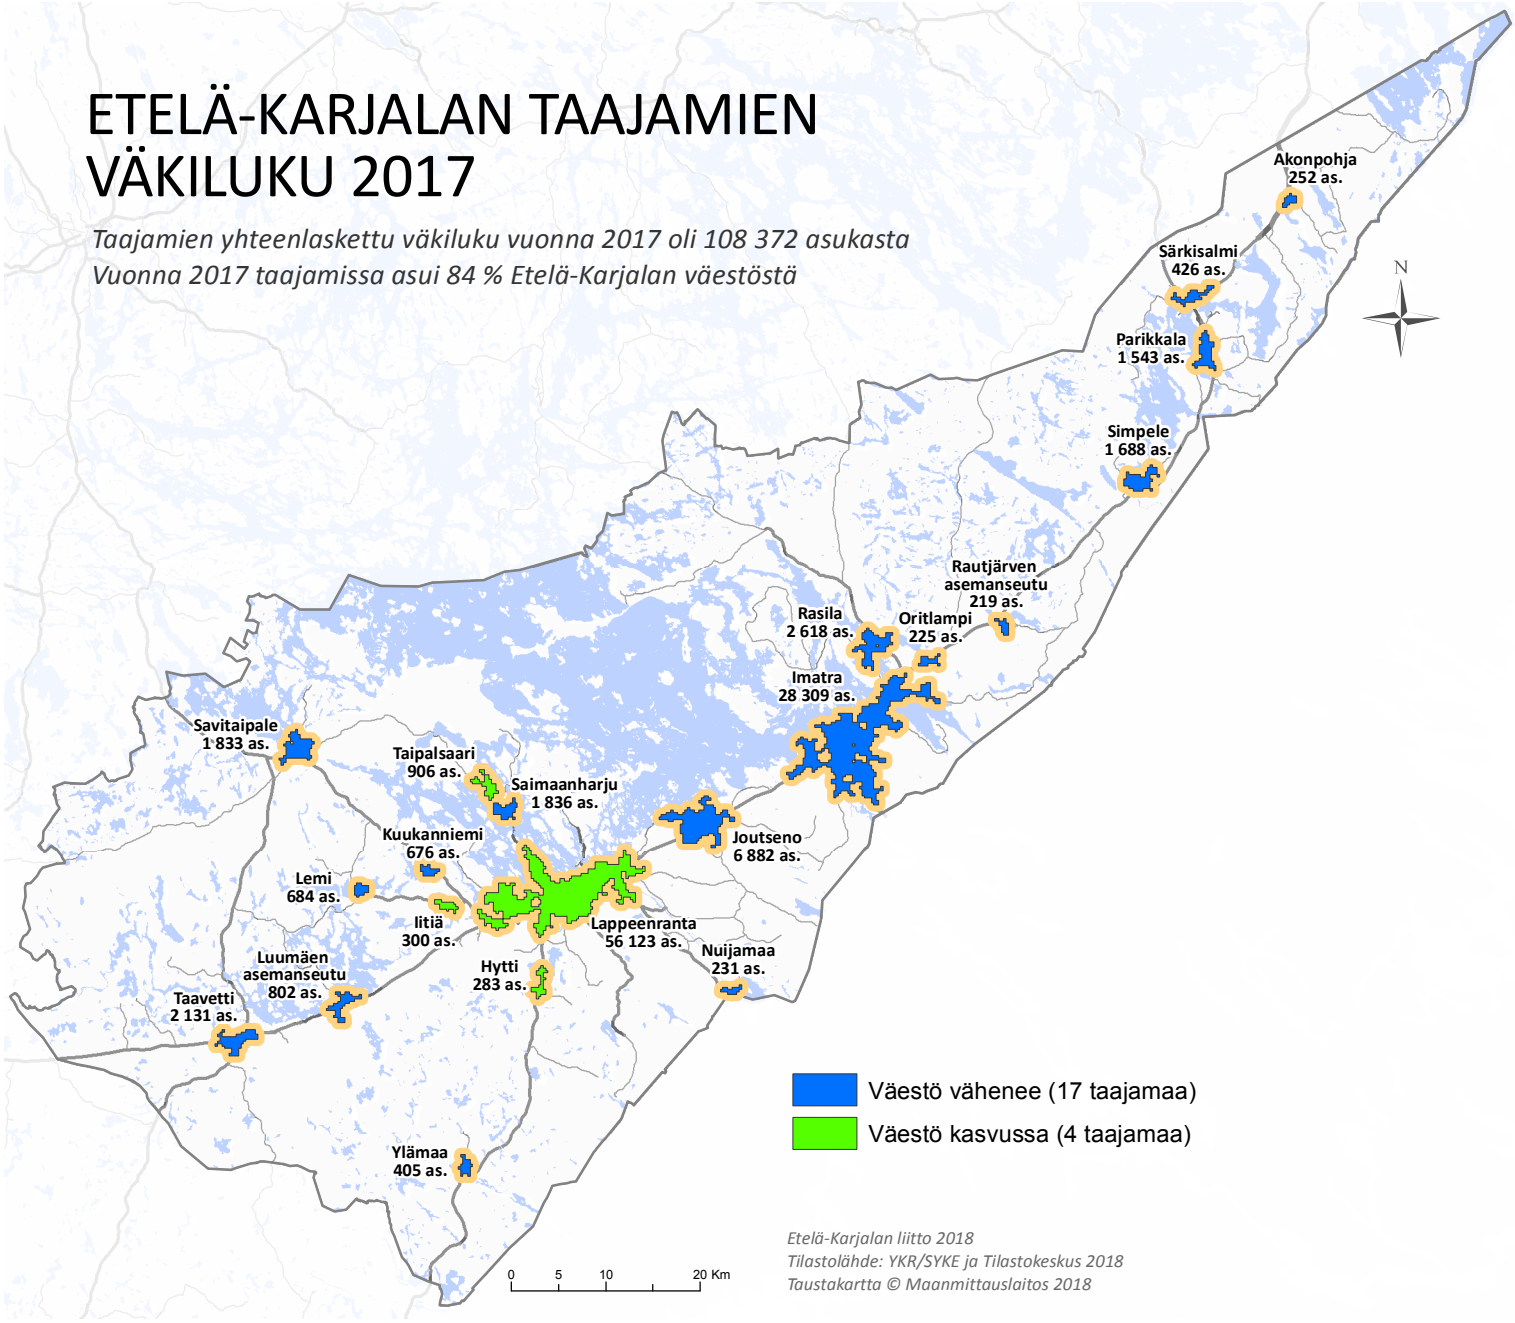 ETELÄ-KARJALAN TAAJAMIEN
VÄKILUKU 2017
Taajamien yhteenlaskettu väkiluku vuonna 2017 oli 108 372 asukasta
Vuonna 2017 taajamissa asui 84 % Etelä-Karjalan väestöstä
Akonpohja
252 as.
Särkisalmi
426 as.
N
Parikkala
1 543 as.
Simpele
1 688 as.
Rautjärven
asemanseutu
219 as.
Rasila
2 618 as.
Oritlampi
225 as.
Imatra
28 309 as.
Savitaipale
1 833 as.
Taipalsaari
906 as.
Saimaanharju
1 836 as.
Kuukanniemi
676 as.
Joutseno
6 882 as.
Lemi
684 as.
Iitiä
300 as.
Lappeenranta
56 123 as.
Nuijamaa
231 as.
Hytti
283 as.
Luumäen
asemanseutu
802 as.
Taavetti
2 131 as.
Väestö vähenee (17 taajamaa)
Väestö kasvussa (4 taajamaa)
Ylämaa
405 as.
Etelä-Karjalan liitto 2018
Tilastolähde: YKR/SYKE ja Tilastokeskus 2018
Taustakartta © Maanmittauslaitos 2018
0 5 10 20 Km